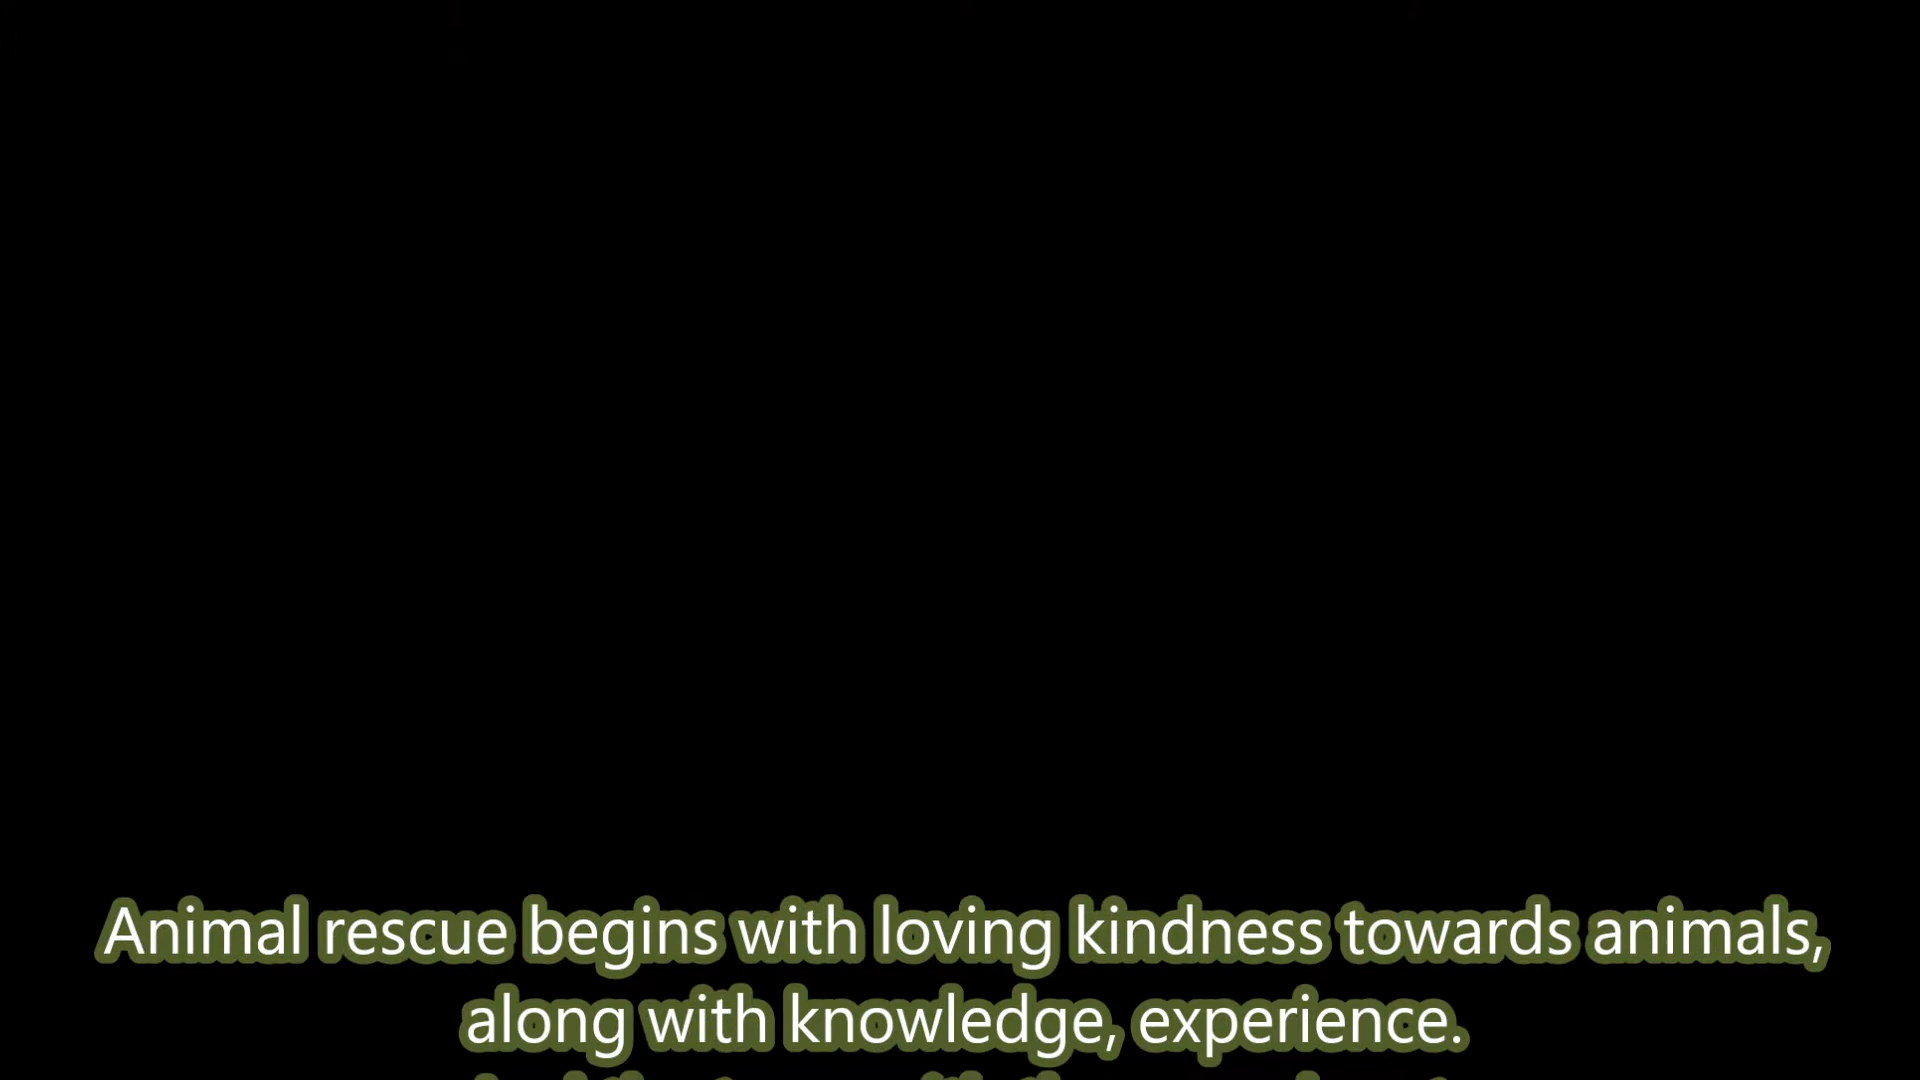 Animal rescue begins with loving kindness towards animals,
along with knowledge, experience.